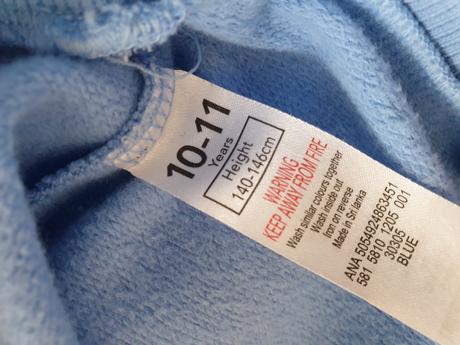 10-11
Years
Height
140-146cm
WARNING
KEEP AWAY FROM FIRE
Wash similar colours together
Wash inside out
Iron on reverse
Made in Sri lanka
ANA 5054924863451
581 5810 1205 001
30305
BLUE